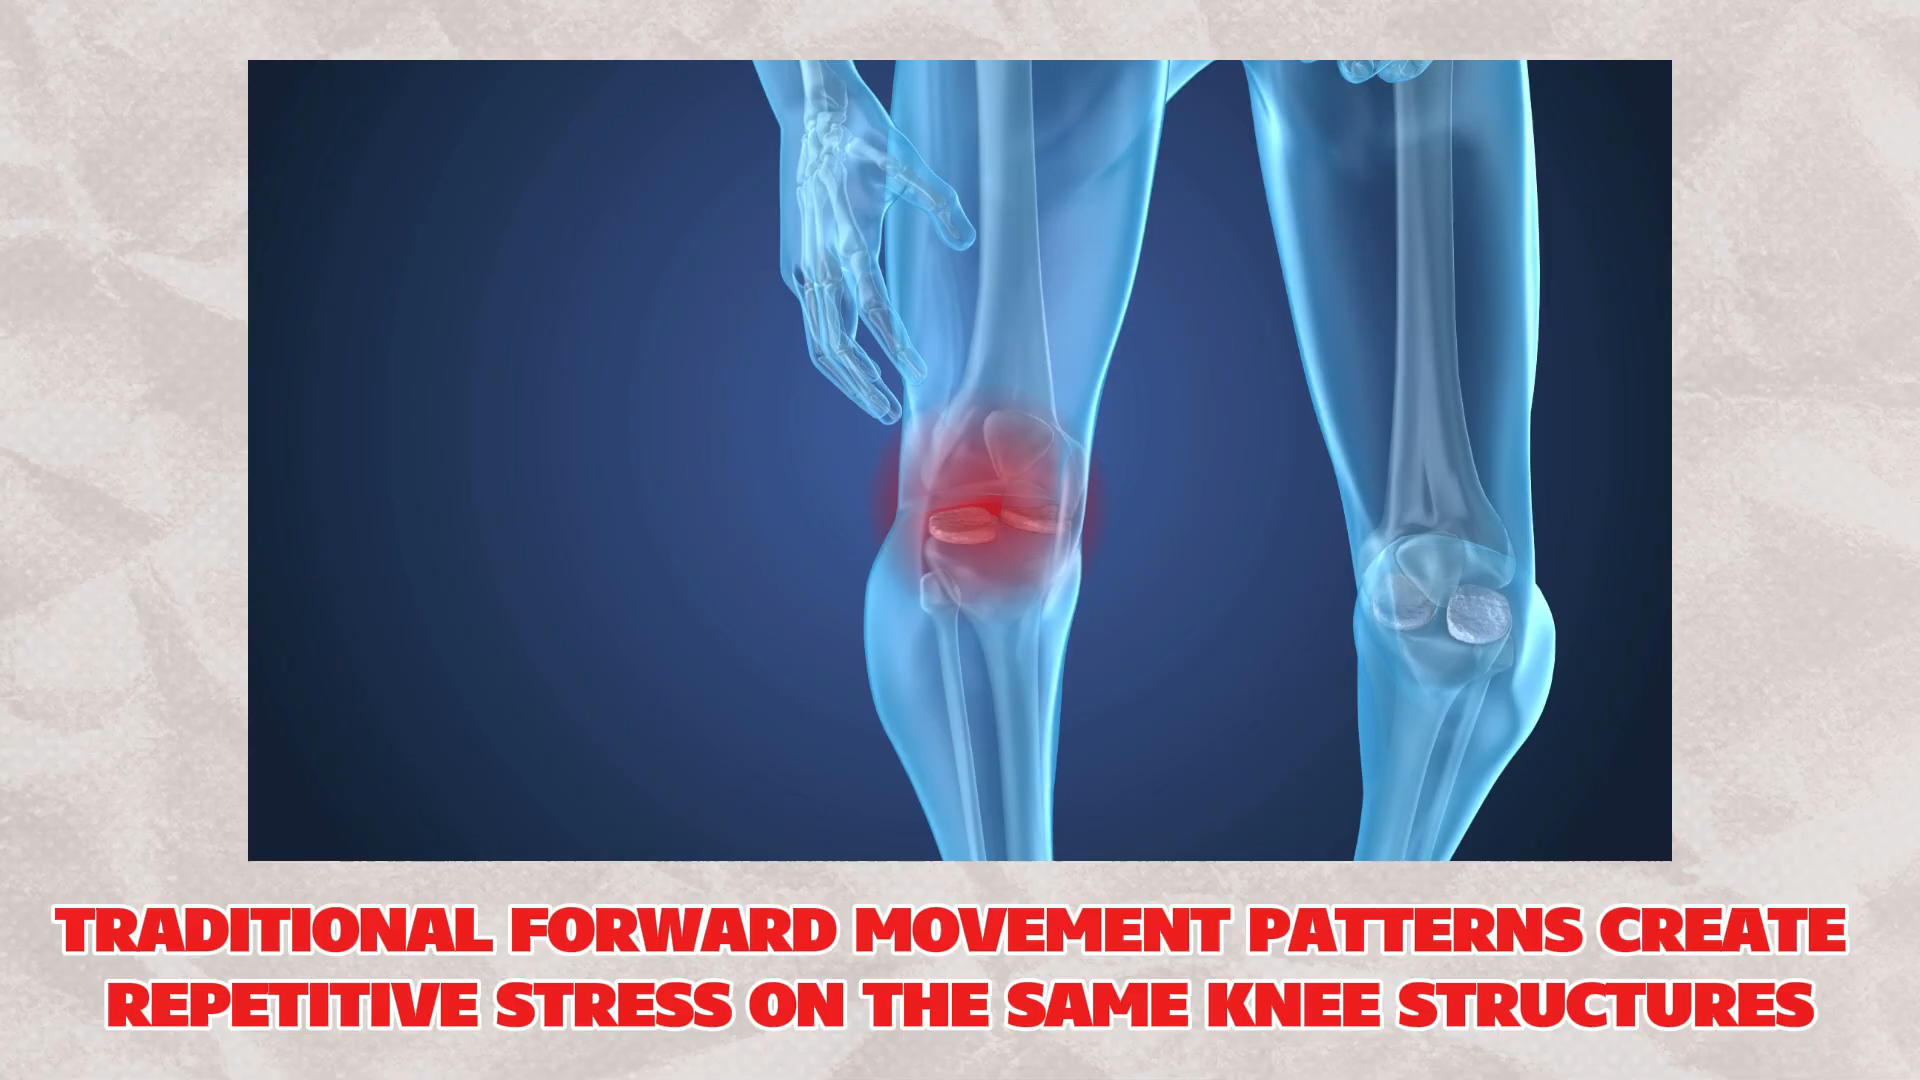 TRADITIONAL FORWARD MOVEMENT PATTERNS CREATE
REPETITIVE STRESS ON THE SAME KNEE STRUCTURES